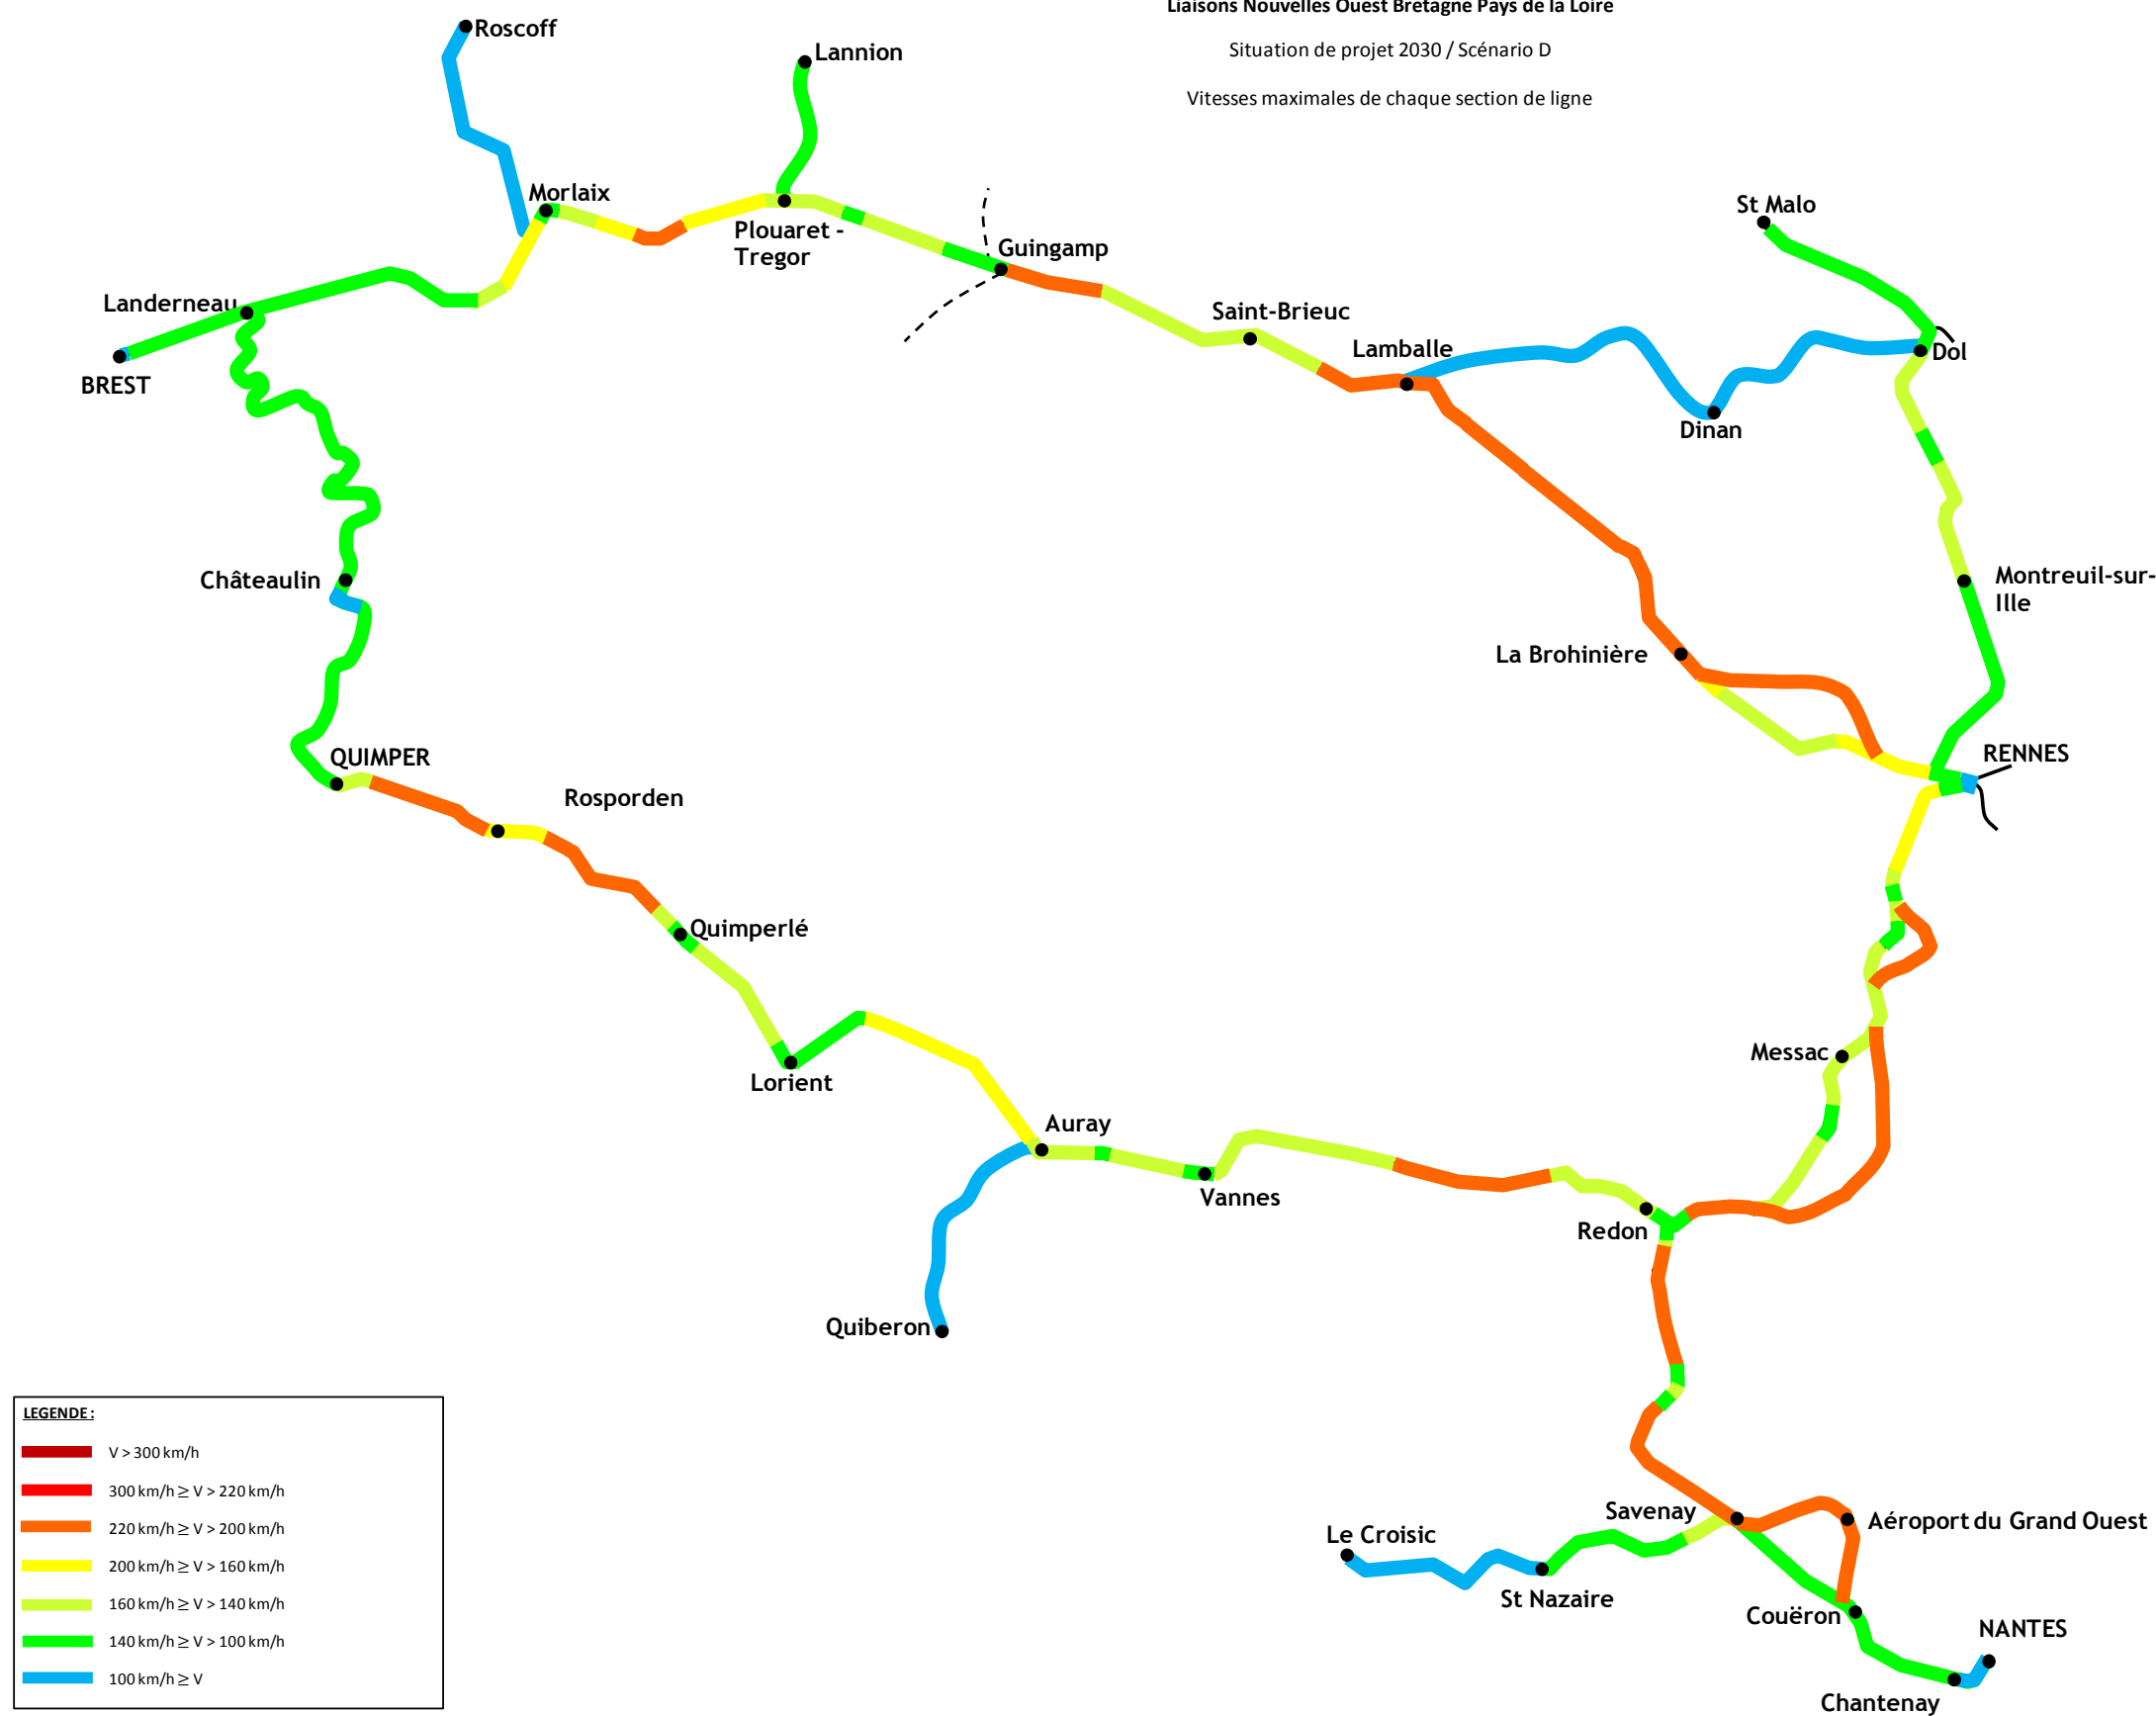 Liaisons Nouvelles Ouest Bretagne Pays de la Loire
Situation de projet 2030 / Scénario D
Vitesses maximales de chaque section de ligne
Roscoff
Lannion
Morlaix
Plouaret -
Tregor
Guingamp
St Malo
Landerneau
BREST
Saint-Brieuc
Lamballe
Dol
Dinan
Châteaulin
Montreuil-sur-
Ille
La Brohinière
QUIMPER
RENNES
Rosporden
Quimperlé
Lorient
Messac
Auray
Vannes
Redon
Quiberon
Savenay
Aéroport du Grand Ouest
Le Croisic
St Nazaire
Couëron
NANTES
Chantenay
LEGENDE :
V > 300 km/h
300 km/h ≥ V > 220 km/h
220 km/h ≥ V > 200 km/h
200 km/h ≥ V > 160 km/h
160 km/h ≥ V > 140 km/h
140 km/h ≥ V > 100 km/h
100 km/h ≥ V